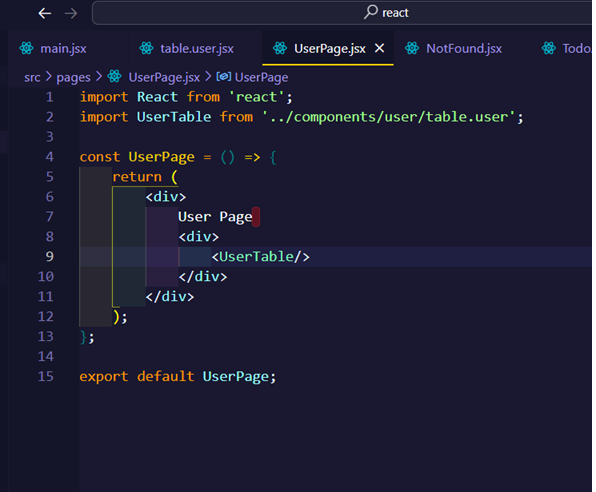 react
main.jsx table.user.jsx UserPage.jsx NotFound.jsx Todo.
src > pages > UserPage.jsx > UserPage
1 import React from 'react';
2 import UserTable from '../components/user/table.user';
3
4 const UserPage = () => {
5     return (
6         <div>
7             User Page
8             <div>
9                 <UserTable/>
10             </div>
11         </div>
12     );
13 };
14
15 export default UserPage;